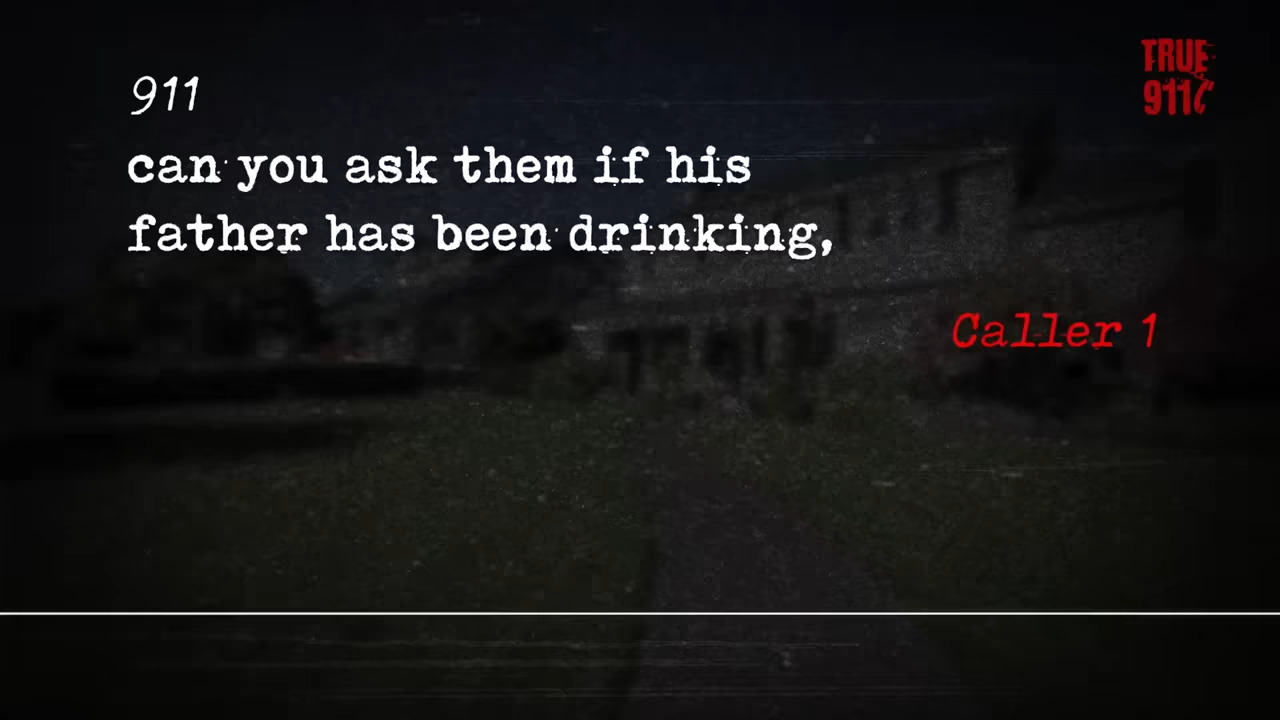 TRUE
911
911
can you ask them if his
father has been drinking,
Caller 1